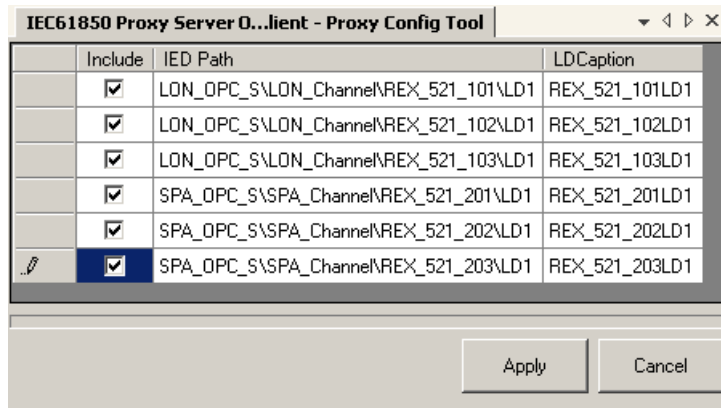 IEC61850 Proxy Server O...lient - Proxy Config Tool
Include IED Path LDCaption
LON_OPC_S\LON_Channel\REX_521_101\LD1 REX_521_101LD1
LON_OPC_S\LON_Channel\REX_521_102\LD1 REX_521_102LD1
LON_OPC_S\LON_Channel\REX_521_103\LD1 REX_521_103LD1
SPA_OPC_S\SPA_Channel\REX_521_201\LD1 REX_521_201LD1
SPA_OPC_S\SPA_Channel\REX_521_202\LD1 REX_521_202LD1
SPA_OPC_S\SPA_Channel\REX_521_203\LD1 REX_521_203LD1
Apply Cancel